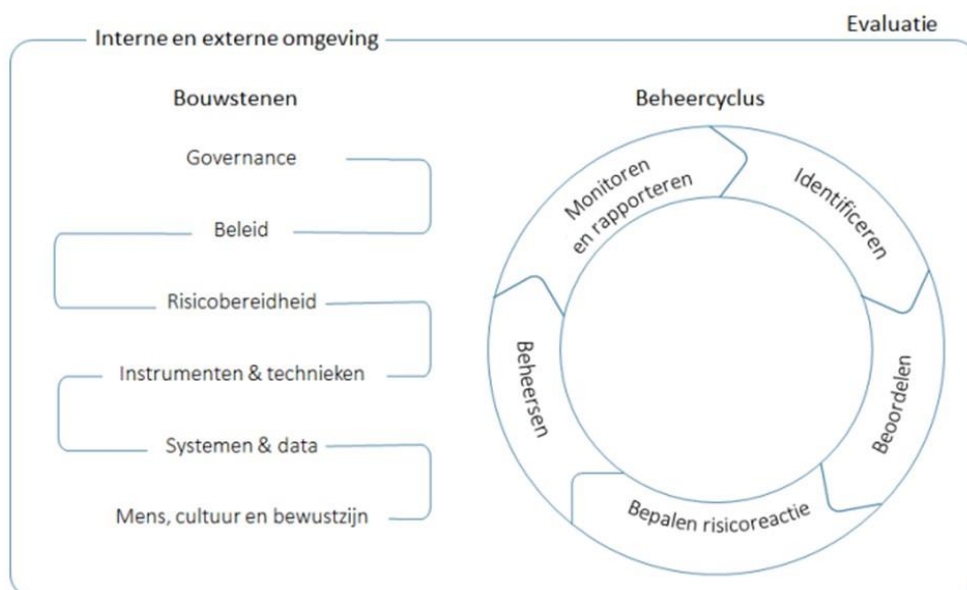 Evaluatie
Interne en externe omgeving
Bouwstenen
Governance
Beleid
Risicobereidheid
Instrumenten & technieken
Systemen & data
Mens, cultuur en bewustzijn
Beheercyclus
Identificeren
Beoordelen
Bepalen risicoreactie
Beheersen
Monitoren
en rapporteren